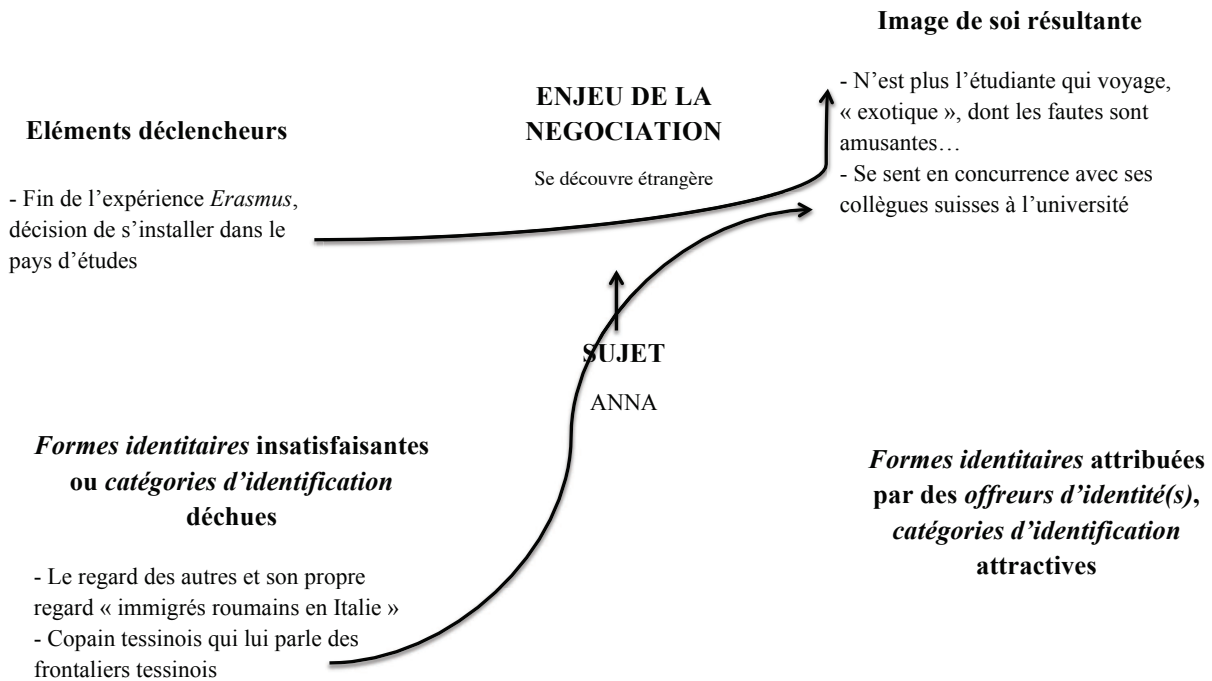 Image de soi résultante
- N’est plus l’étudiante qui voyage,
« exotique », dont les fautes sont
amusantes…
- Se sent en concurrence avec ses
collègues suisses à l’université
ENJEU DE LA
NEGOCIATION
Se découvre étrangère
Eléments déclencheurs
- Fin de l’expérience Erasmus,
décision de s’installer dans le
pays d’études
SUJET
ANNA
Formes identitaires insatisfaisantes
ou catégories d’identification
déchues
- Le regard des autres et son propre
regard « immigrés roumains en Italie »
- Copain tessinois qui lui parle des
frontaliers tessinois
Formes identitaires attribuées
par des offreurs d’identité(s),
catégories d’identification
attractives